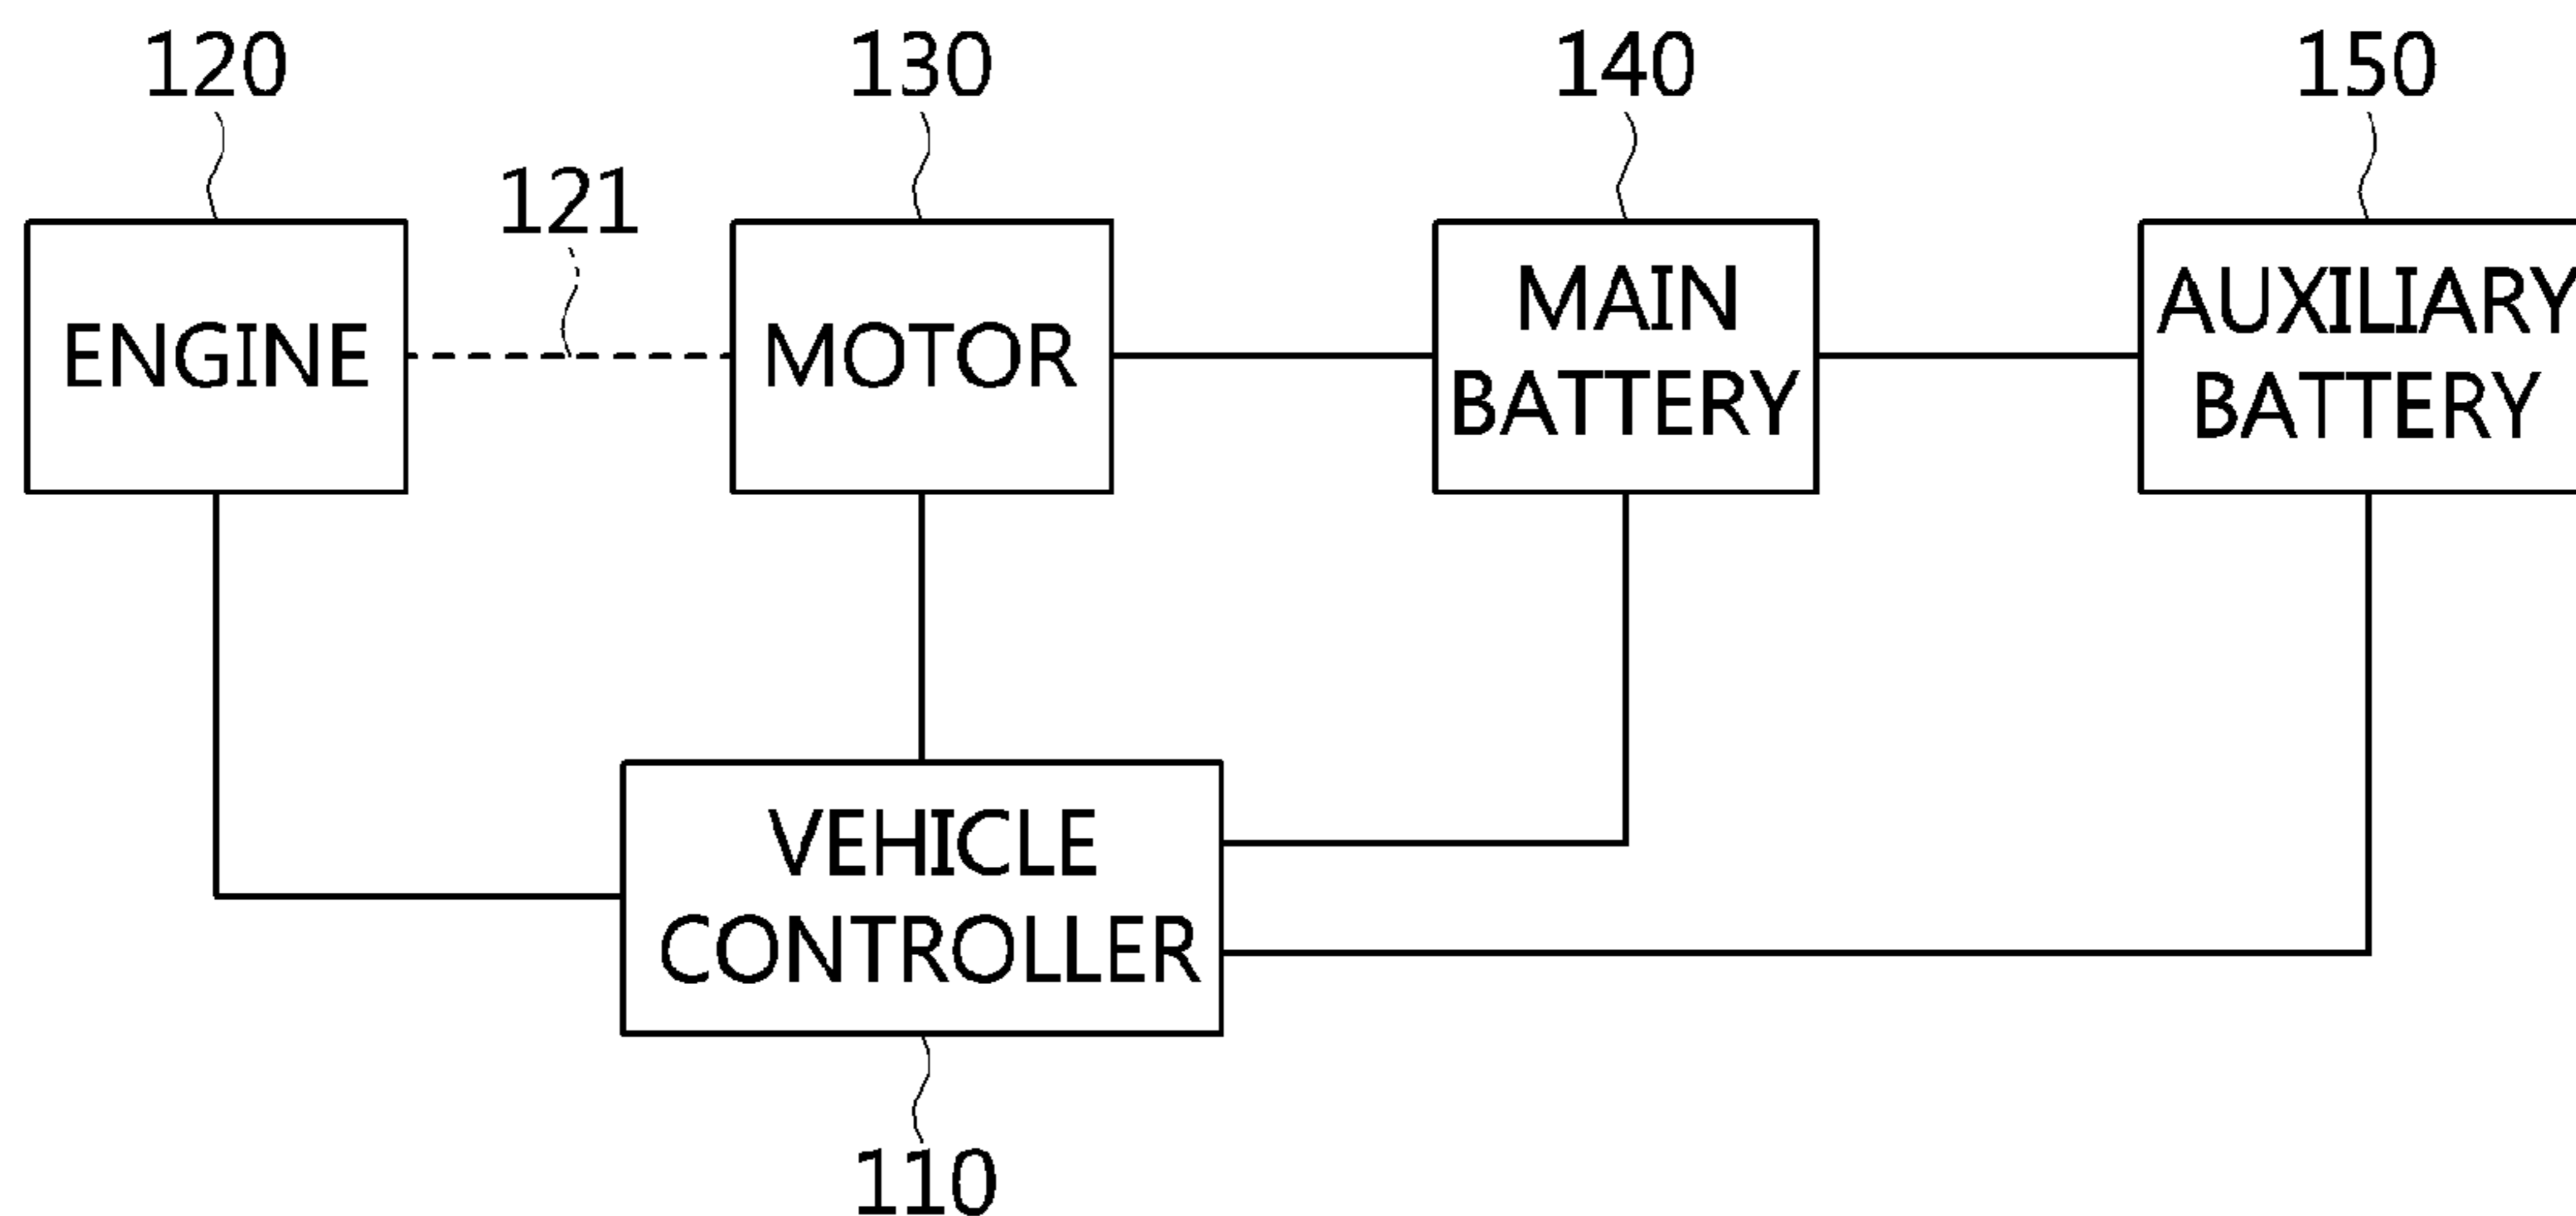 120
130
140
150
121
ENGINE
MOTOR
MAIN
BATTERY
AUXILIARY
BATTERY
VEHICLE
CONTROLLER
110